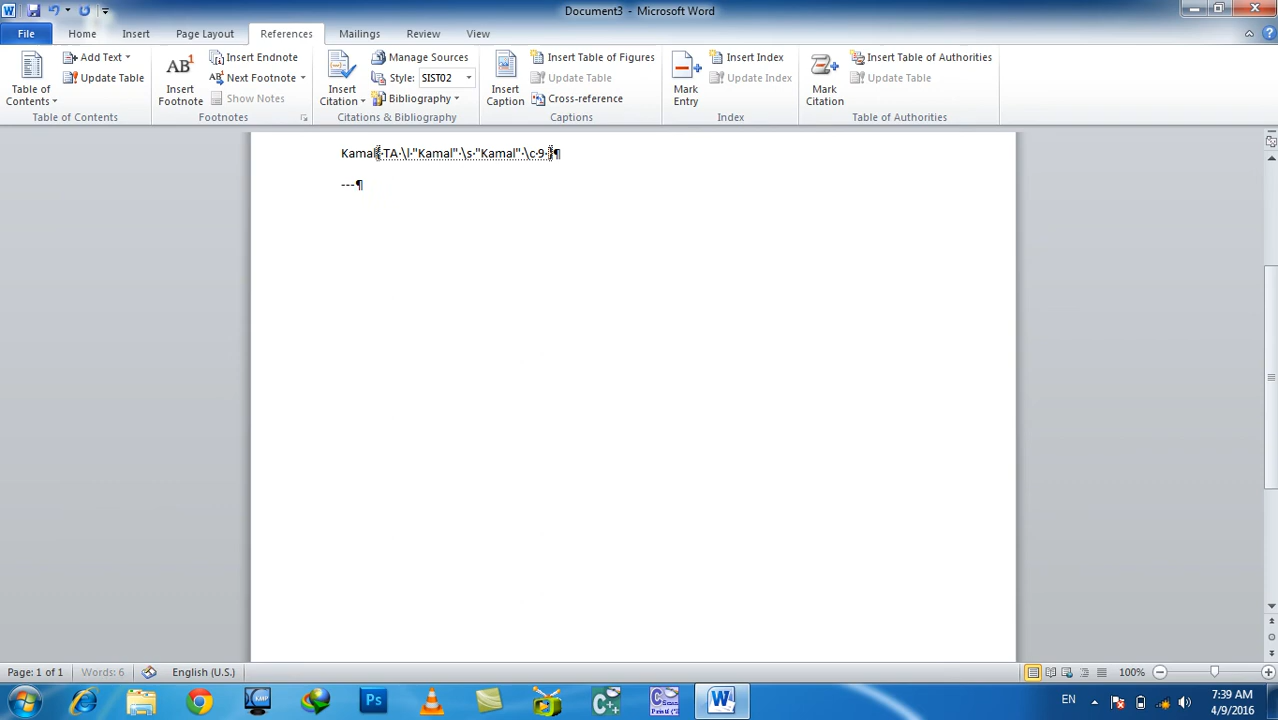 Document3 - Microsoft Word
File Home Insert Page Layout References Mailings Review View
Table of Contents
Add Text
Update Table
Table of Contents
AB1 Insert Footnote
Insert Endnote
AB Next Footnote
Show Notes
Footnotes
Insert Citation
Manage Sources
Style: SIST02
Bibliography
Citations & Bibliography
Insert Caption
Insert Table of Figures
Update Table
Cross-reference
Captions
Mark Entry
Insert Index
Update Index
Index
Mark Citation
Insert Table of Authorities
Update Table
Table of Authorities
Kamal{·TA·\l·"Kamal"·\s·"Kamal"·\c·9·}¶
---¶
Page: 1 of 1 Words: 6 English (U.S.) 100%
EN 7:39 AM
4/9/2016